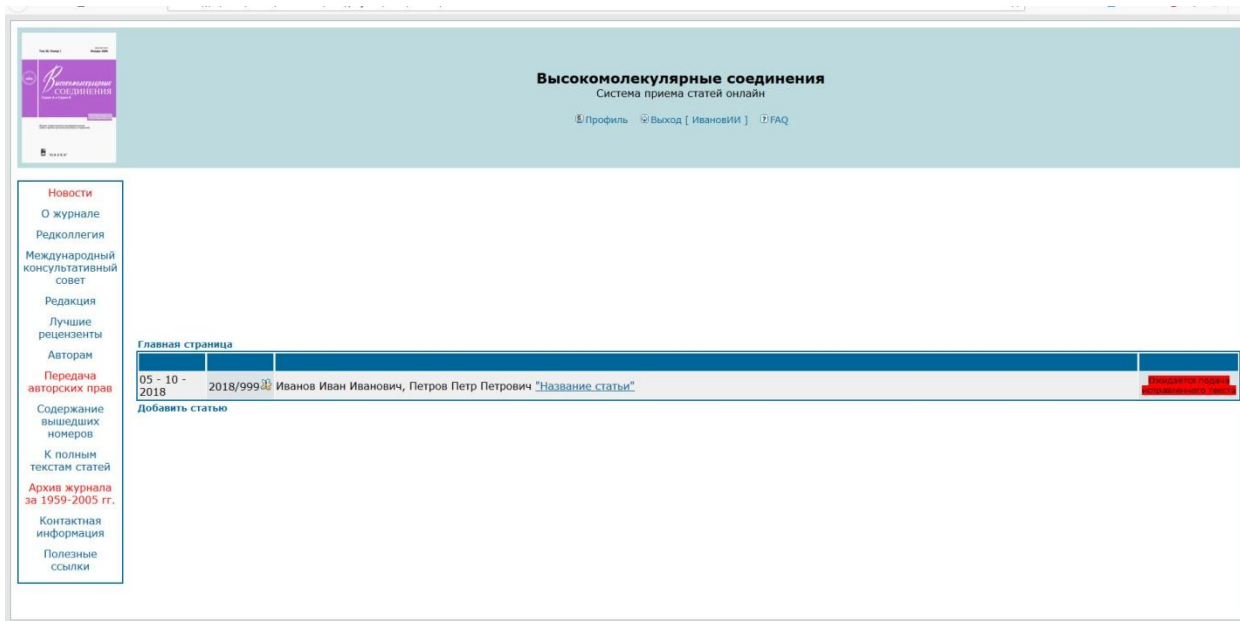 Высокомолекулярные
СОЕДИНЕНИЯ
Высокомолекулярные соединения
Система приема статей онлайн
Профиль Выход [ ИвановИИ ] FAQ
Новости
О журнале
Редколлегия
Международный
консультативный
совет
Редакция
Лучшие
рецензенты
Авторам
Передача
авторских прав
Содержание
вышедших
номеров
К полным
текстам статей
Архив журнала
за 1959-2005 гг.
Контактная
информация
Полезные
ссылки
Главная страница
05 - 10 -
2018
2018/999 Иванов Иван Иванович, Петров Петр Петрович "Название статьи"
Ожидается подача
исправленного текста
Добавить статью